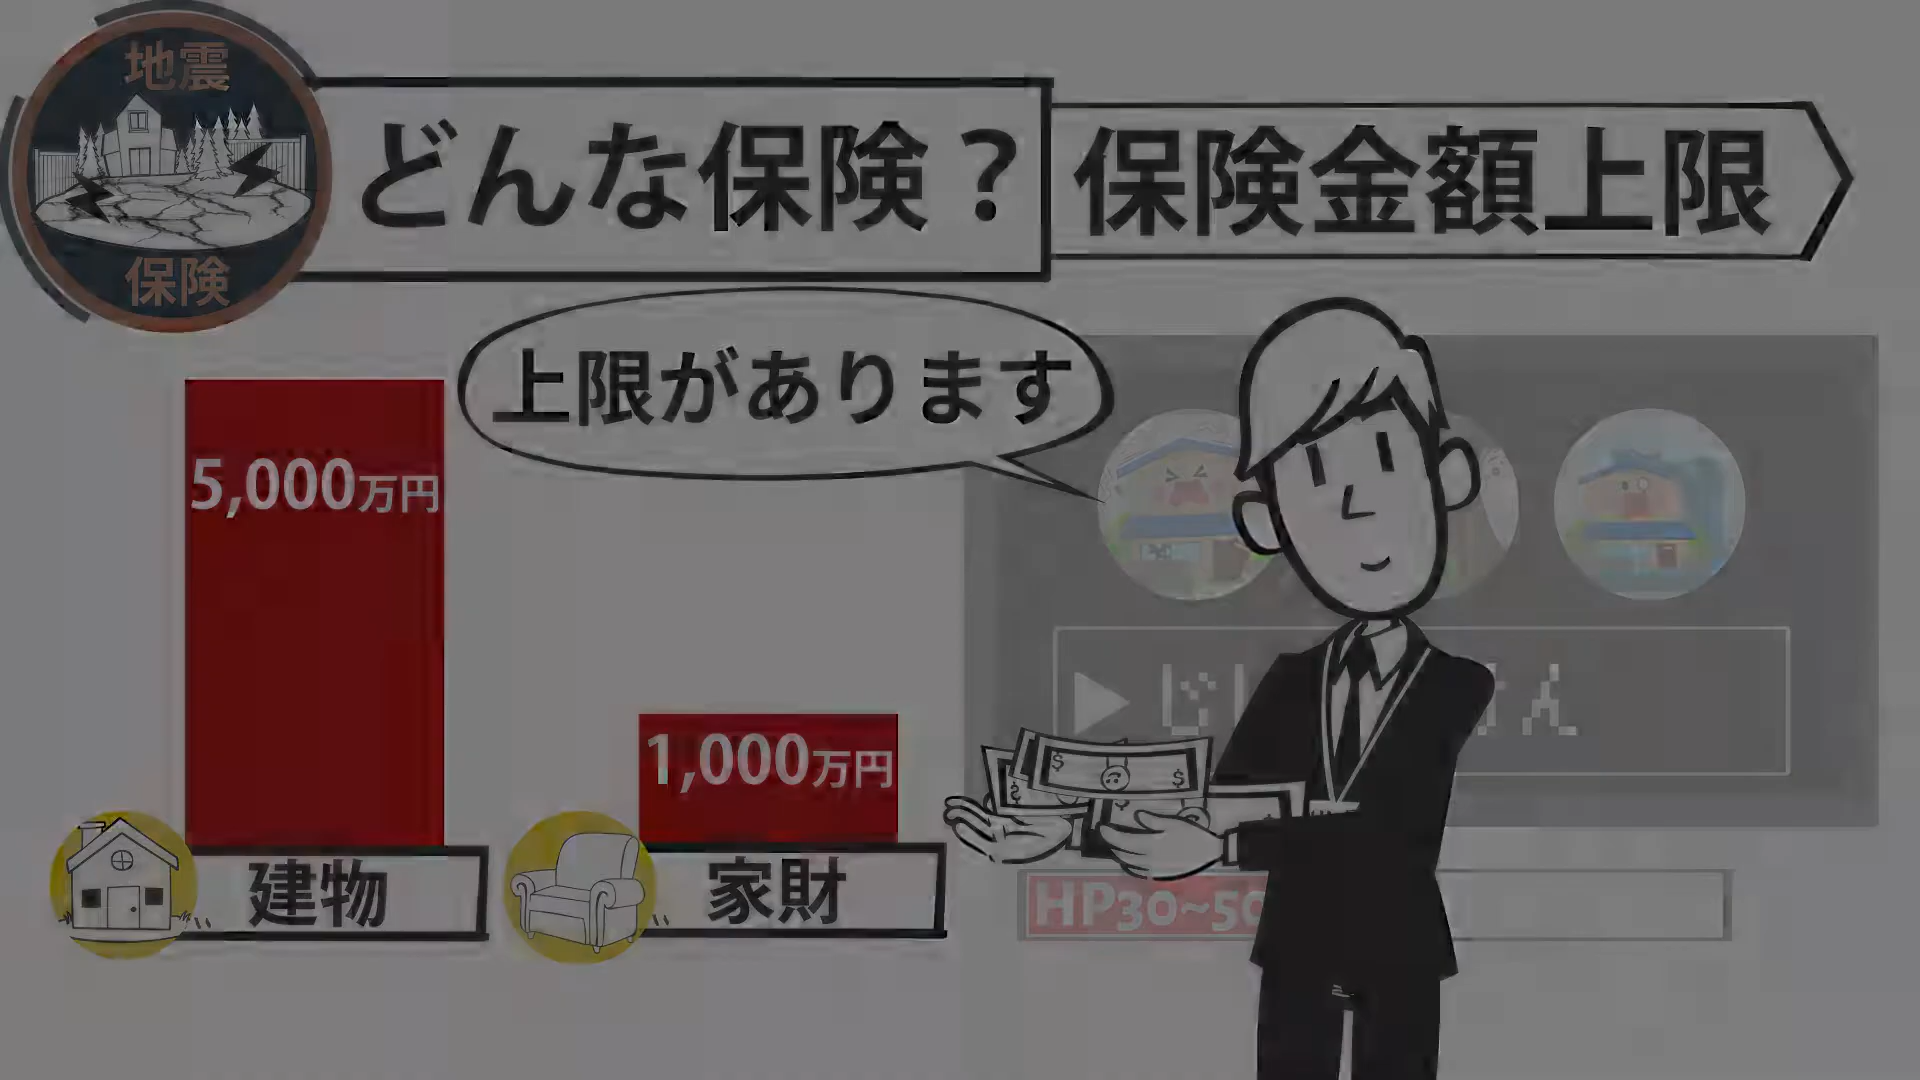 地震
保険
どんな保険？
保険金額上限
上限があります
5,000万円
1,000万円
建物
家財
HP30~50